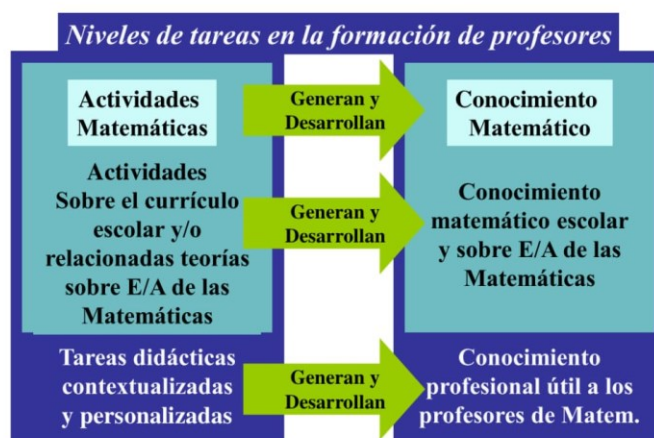 Niveles de tareas en la formación de profesores
Actividades
Matemáticas
Generan y
Desarrollan
Conocimiento
Matemático
Actividades
Sobre el currículo
escolar y/o
relacionadas teorías
sobre E/A de las
Matemáticas
Generan y
Desarrollan
Conocimiento
matemático escolar
y sobre E/A de las
Matemáticas
Tareas didácticas
contextualizadas
y personalizadas
Generan y
Desarrollan
Conocimiento
profesional útil a los
profesores de Matem.